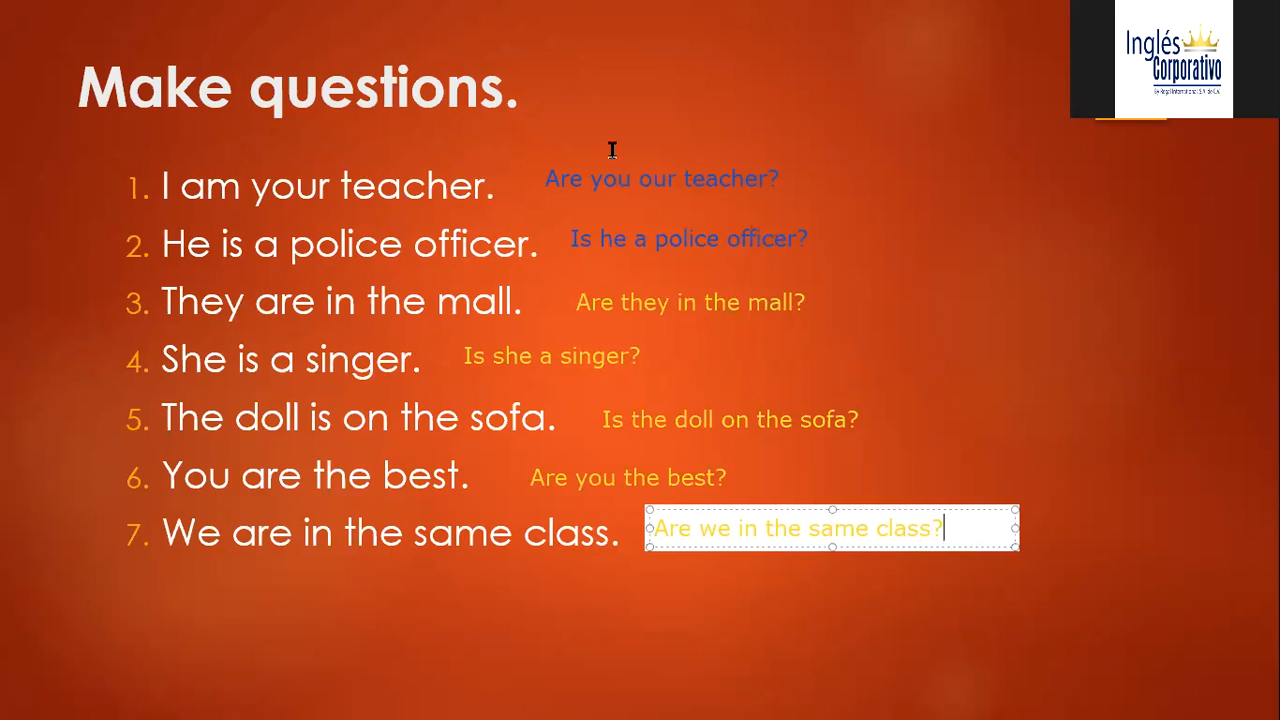 Inglés
Corporativo
Make questions.
1. I am your teacher. Are you our teacher?
2. He is a police officer. Is he a police officer?
3. They are in the mall. Are they in the mall?
4. She is a singer. Is she a singer?
5. The doll is on the sofa. Is the doll on the sofa?
6. You are the best. Are you the best?
7. We are in the same class. Are we in the same class?